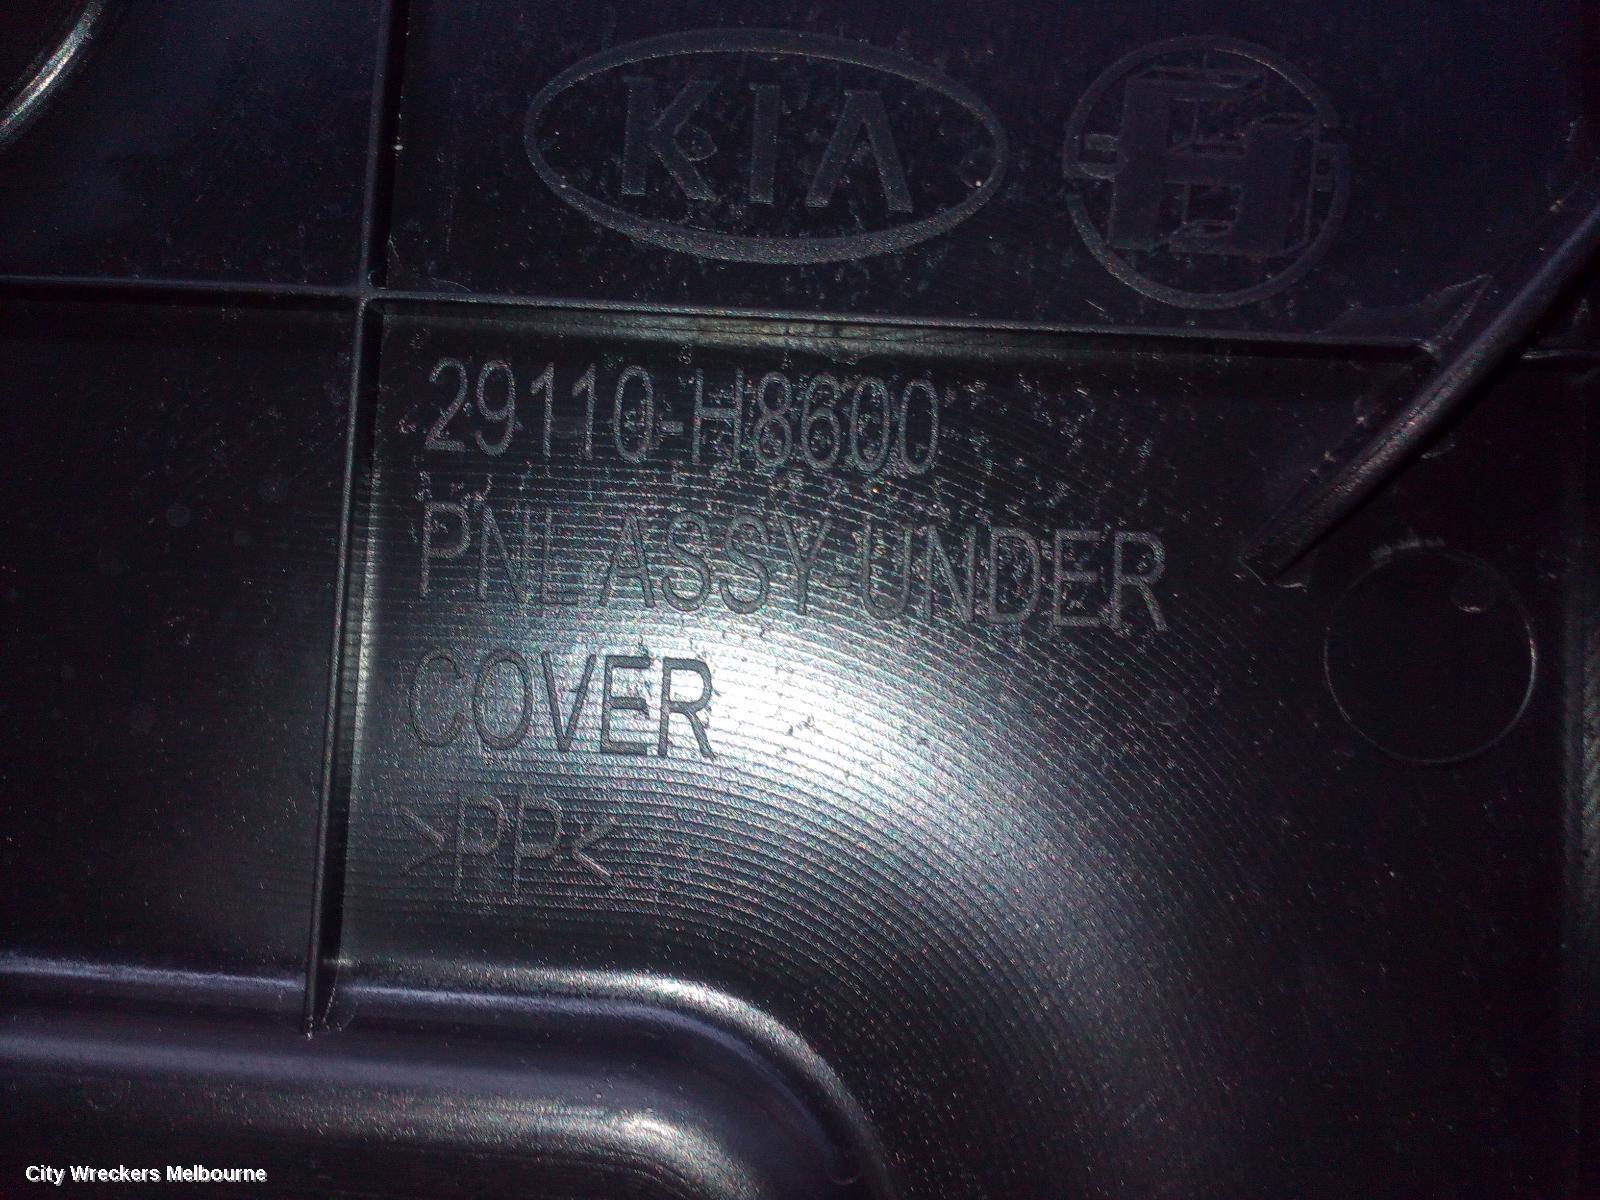 KIA
29110-H8600
PNL ASSY-UNDER
COVER
>PP<
City Wreckers Melbourne